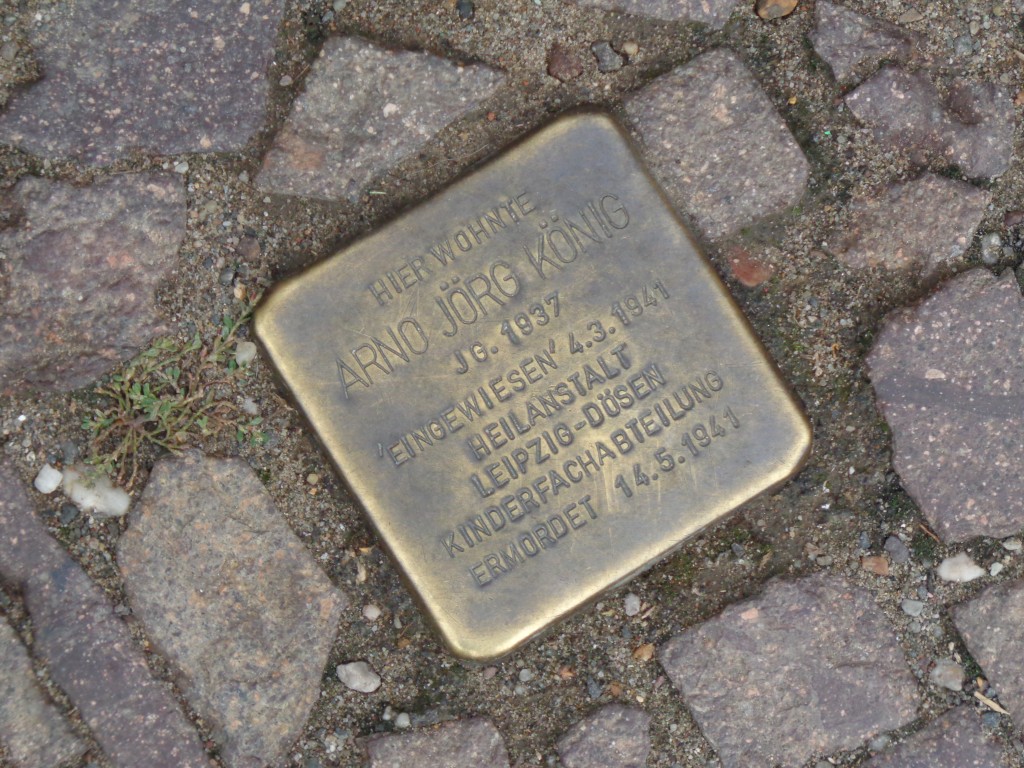 HIER WOHNTE
ARNO JÖRG KÖNIG
JG. 1937
'EINGEWIESEN' 4.3.1941
HEILANSTALT
LEIPZIG-DÖSEN
KINDERFACHABTEILUNG
ERMORDET 14.5.1941